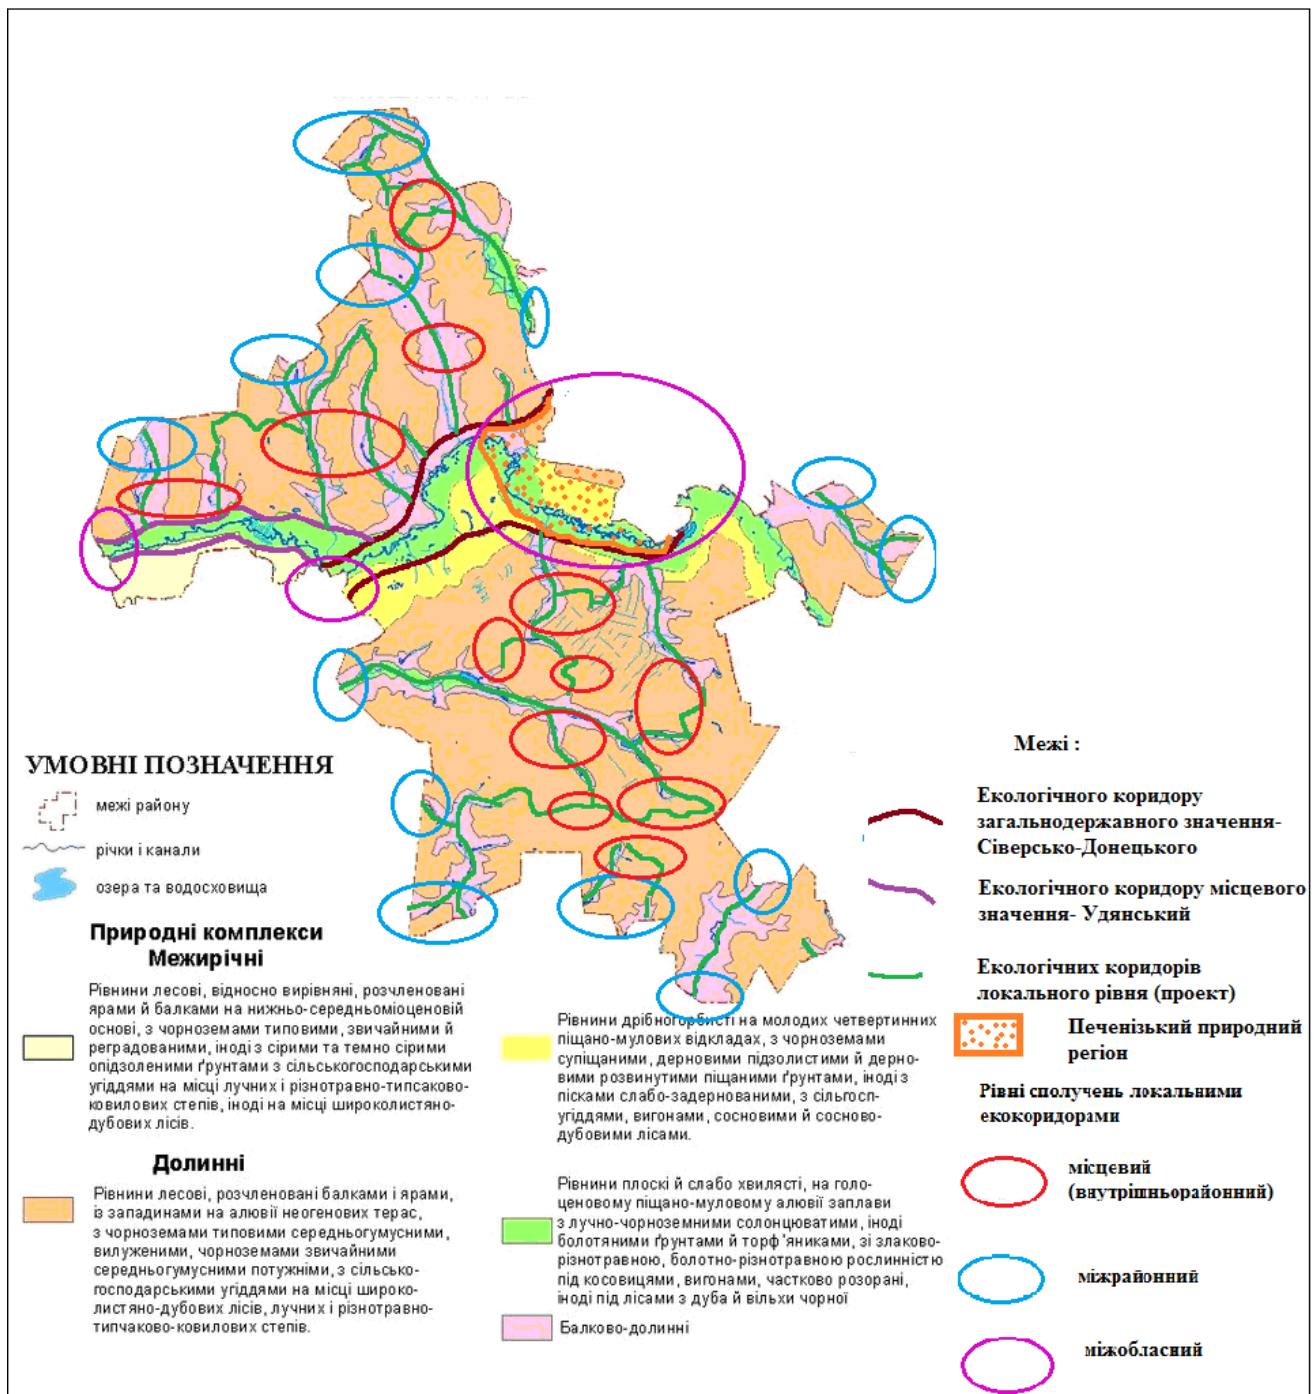 УМОВНІ ПОЗНАЧЕННЯ
межі району
річки і канали
озера та водосховища
Природні комплекси
Межирічні
Рівнини лесові, відносно вирівняні, розчленовані
ярами й балками на нижньо-середньоміоценовій
основі, з чорноземами типовими, звичайними й
реградованими, іноді з сірими та темно сірими
опідзоленими ґрунтами з сільськогосподарськими
угіддями на місці лучних і різнотравно-типсаково-
ковилових степів, іноді на місці широколистяно-
дубових лісів.
Долинні
Рівнини лесові, розчленовані балками і ярами,
із западинами на алювії неогенових терас,
з чорноземами типовими середньогумусними,
вилуженими, чорноземами звичайними
середньогумусними потужніми, з сільсько-
господарськими угіддями на місці широко-
листяно-дубових лісів, лучних і різнотравно-
типчаково-ковилових степів.
Рівнини дрібногорбисті на молодих четвертинних
піщано-мулових відкладах, з чорноземами
супіщаними, дерновими підзолистими й дерно-
вими розвинутими піщаними ґрунтами, іноді з
пісками слабо-задернованими, з сільгосп-
угіддями, вигонами, сосновими й сосново-
дубовими лісами.
Рівнини плоскі й слабо хвилясті, на голо-
ценовому піщано-муловому алювії заплави
з лучно-чорноземними солонцюватими, іноді
болотяними ґрунтами й торф'яниками, зі злаково-
різнотравною, болотно-різнотравною рослинністю
під косовицями, вигонами, частково розорані,
іноді під лісами з дуба й вільхи чорної
Балково-долинні
Межі :
Екологічного коридору
загальнодержавного значення-
Сіверсько-Донецького
Екологічного коридору місцевого
значення- Удянський
Екологічних коридорів
локального рівня (проект)
Печенізький природний
регіон
Рівні сполучень локальними
екокоридорами
місцевий
(внутрішньорайонний)
міжрайонний
міжобласний